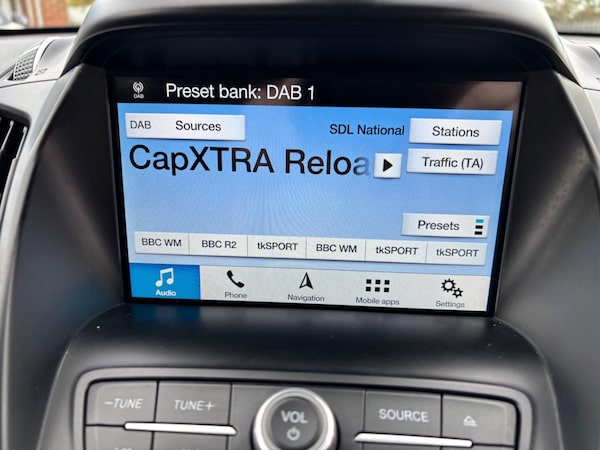 DAB
Preset bank: DAB 1
DAB Sources
SDL National Stations
CapXTRA Reloa
Traffic (TA)
Presets
BBC WM BBC R2 tkSPORT BBC WM tkSPORT tkSPORT
Audio Phone Navigation Mobile apps Settings
-TUNE TUNE+ VOL SOURCE